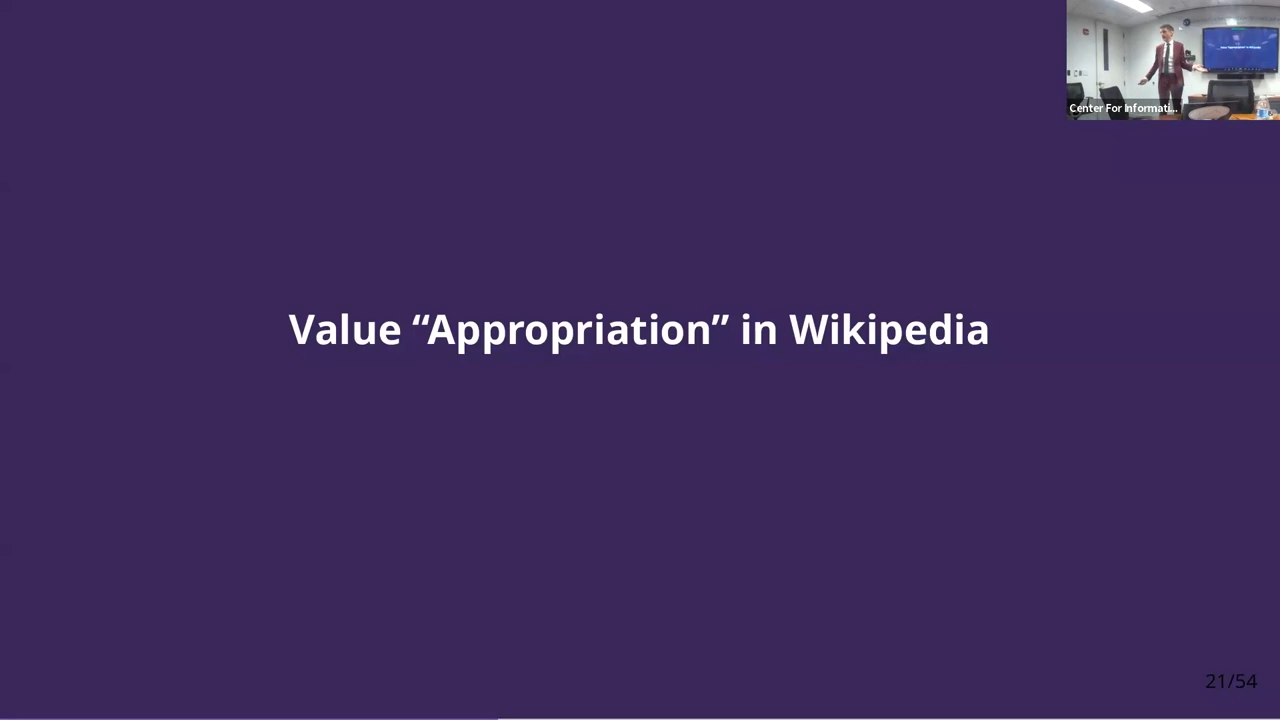 Center For Informati...
Value “Appropriation” in Wikipedia
21/54